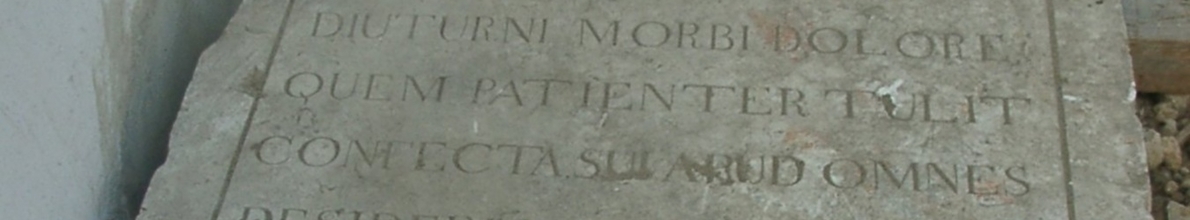 DIUTURNI MORBI DOLORE
QUEM PATIENTER TULIT
CONFECTA SUI APUD OMNES